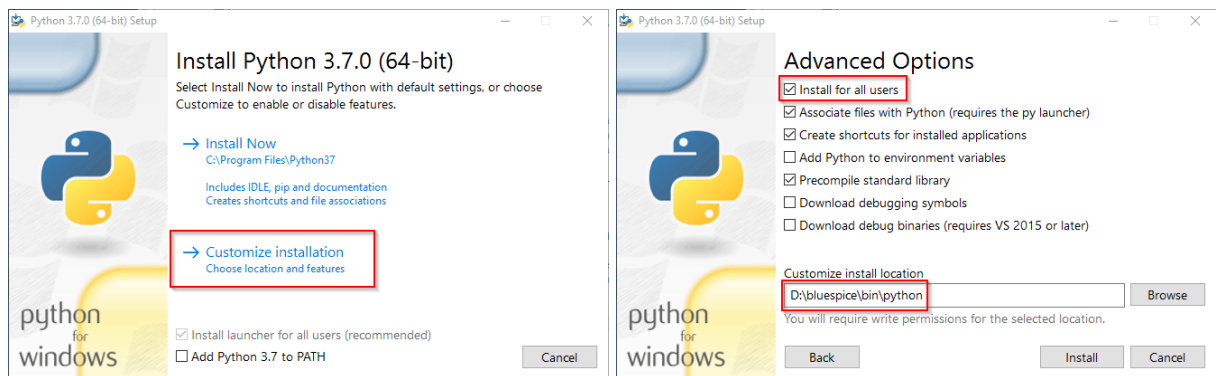 Python 3.7.0 (64-bit) Setup
Install Python 3.7.0 (64-bit)
Select Install Now to install Python with default settings, or choose
Customize to enable or disable features.
Install Now
C:\Program Files\Python37
Includes IDLE, pip and documentation
Creates shortcuts and file associations
Customize installation
Choose location and features
Install launcher for all users (recommended)
Add Python 3.7 to PATH
Cancel
python
for
windows
Python 3.7.0 (64-bit) Setup
Advanced Options
Install for all users
Associate files with Python (requires the py launcher)
Create shortcuts for installed applications
Add Python to environment variables
Precompile standard library
Download debugging symbols
Download debug binaries (requires VS 2015 or later)
Customize install location
D:\bluespice\bin\python
Browse
You will require write permissions for the selected location.
Back
Install
Cancel
python
for
windows